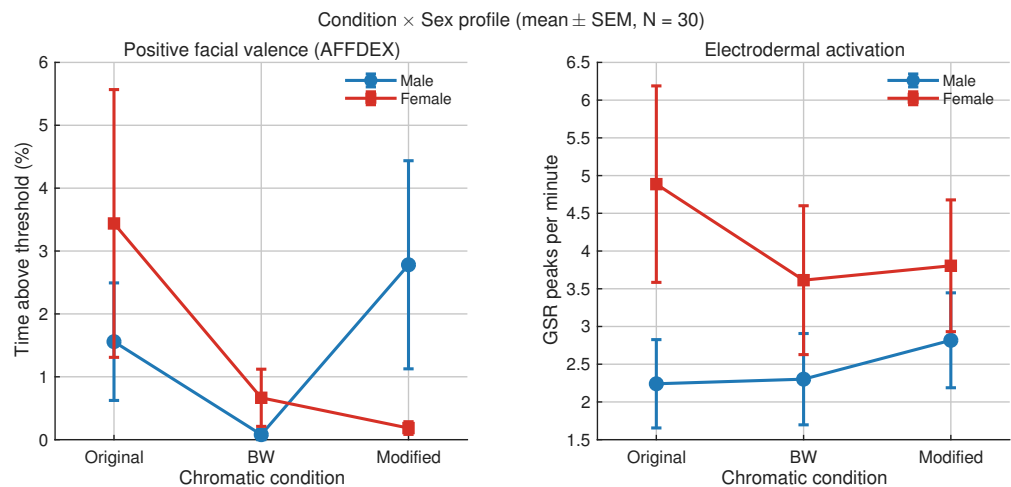 Condition × Sex profile (mean ± SEM, N = 30)
Positive facial valence (AFFDEX)
Time above threshold (%)
6
5
4
3
2
1
0
Male
Female
Original
BW
Modified
Chromatic condition
Electrodermal activation
GSR peaks per minute
6.5
6
5.5
5
4.5
4
3.5
3
2.5
2
1.5
Male
Female
Original
BW
Modified
Chromatic condition